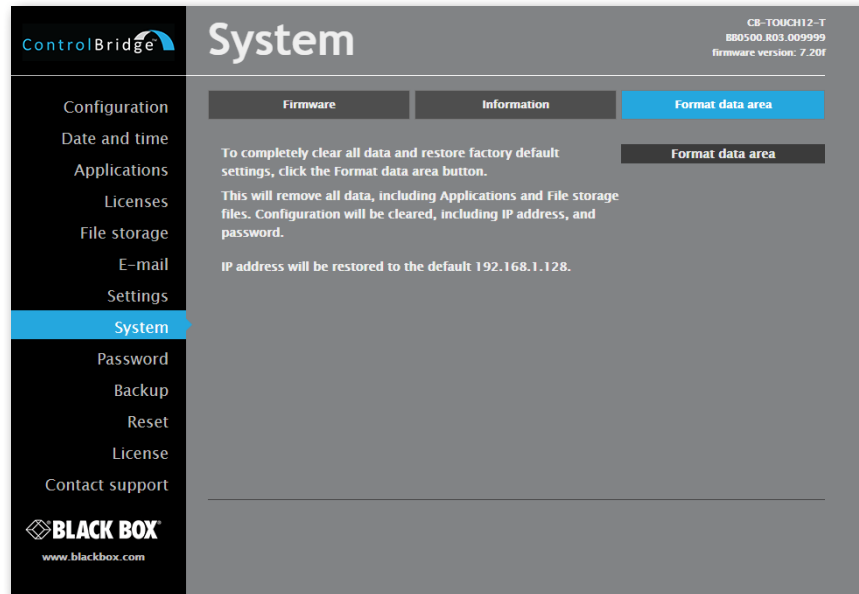 ControlBridge™
System
CB-TOUCH12-T
BB0500.R03.009999
firmware version: 7.20f
Configuration
Date and time
Applications
Licenses
File storage
E-mail
Settings
System
Password
Backup
Reset
License
Contact support
Firmware
Information
Format data area
To completely clear all data and restore factory default
settings, click the Format data area button.
This will remove all data, including Applications and File storage
files. Configuration will be cleared, including IP address, and
password.
IP address will be restored to the default 192.168.1.128.
Format data area
BLACK BOX®
www.blackbox.com